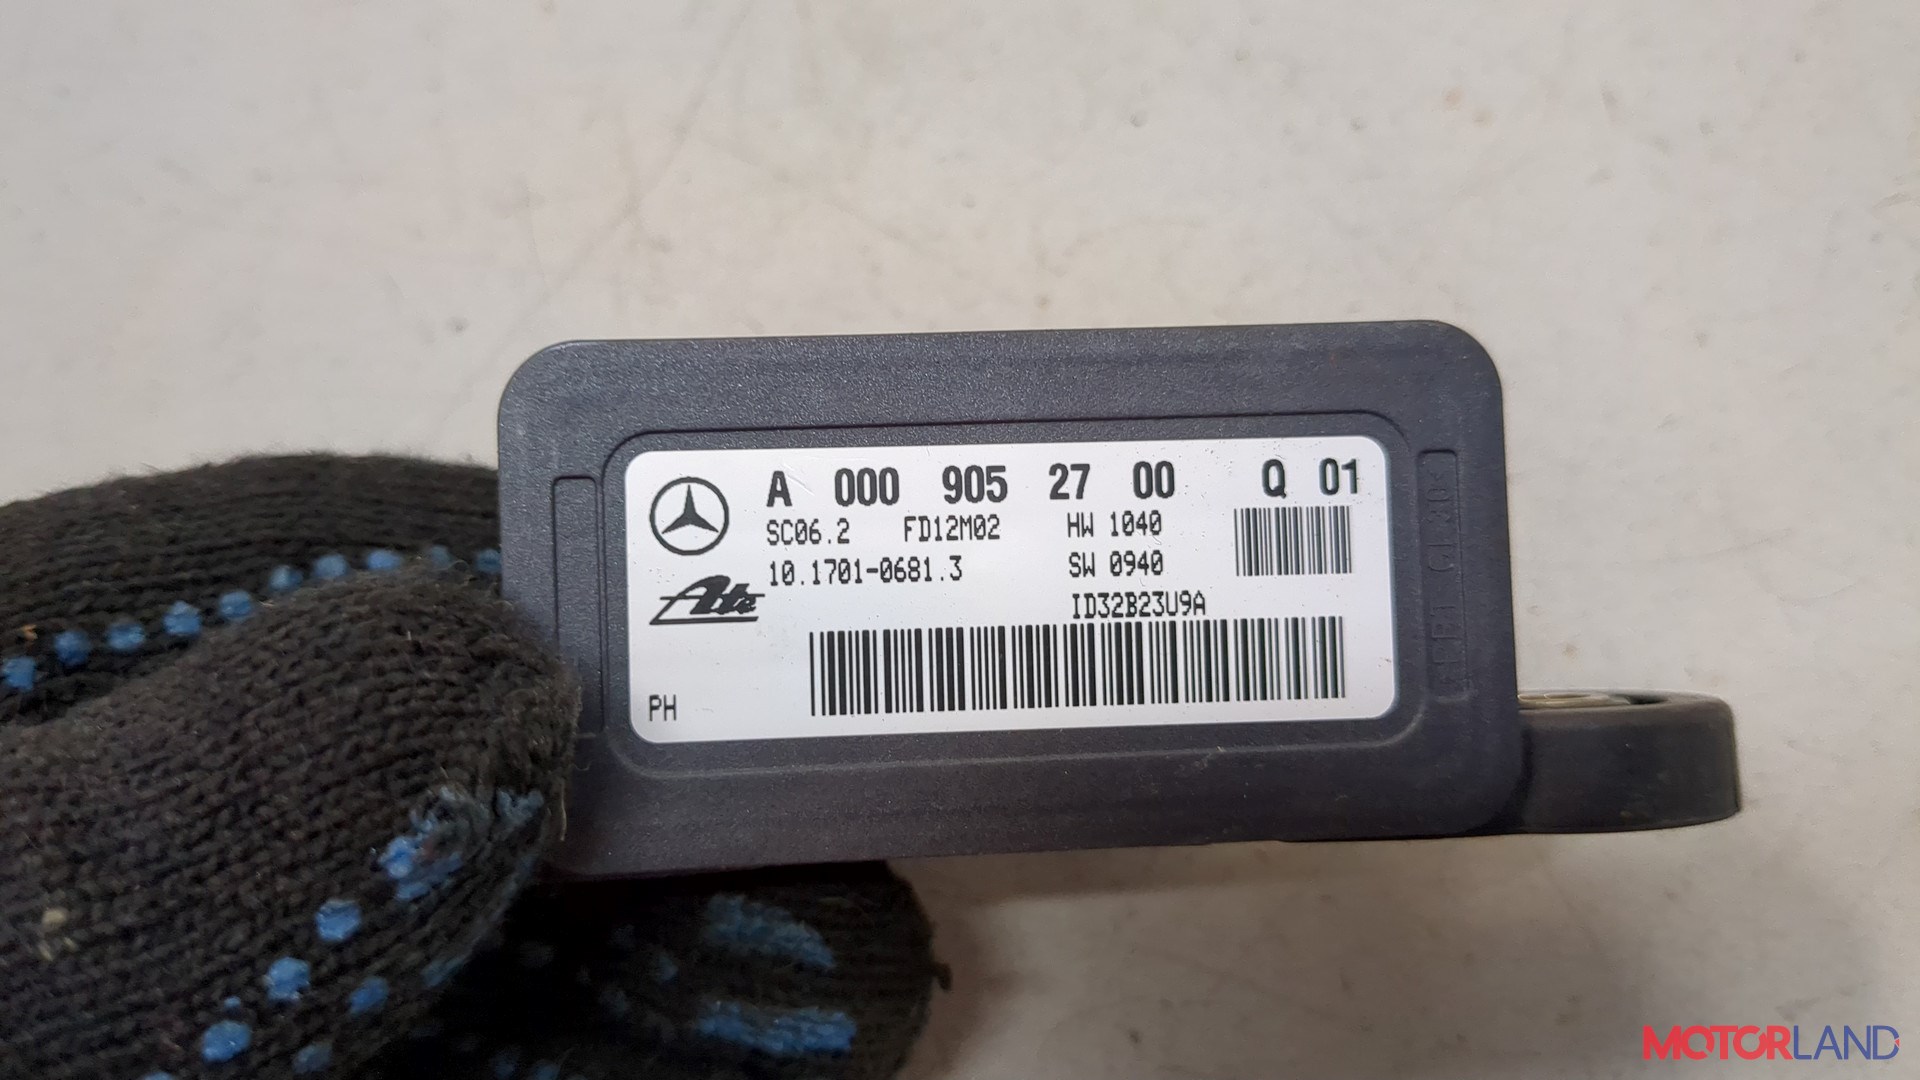 A 000 905 27 00 Q 01
SC06.2 FD12M02 HW 1040
10.1701-0681.3 SW 0940
Ate
ID32B23U9A
PH
MOTORLAND